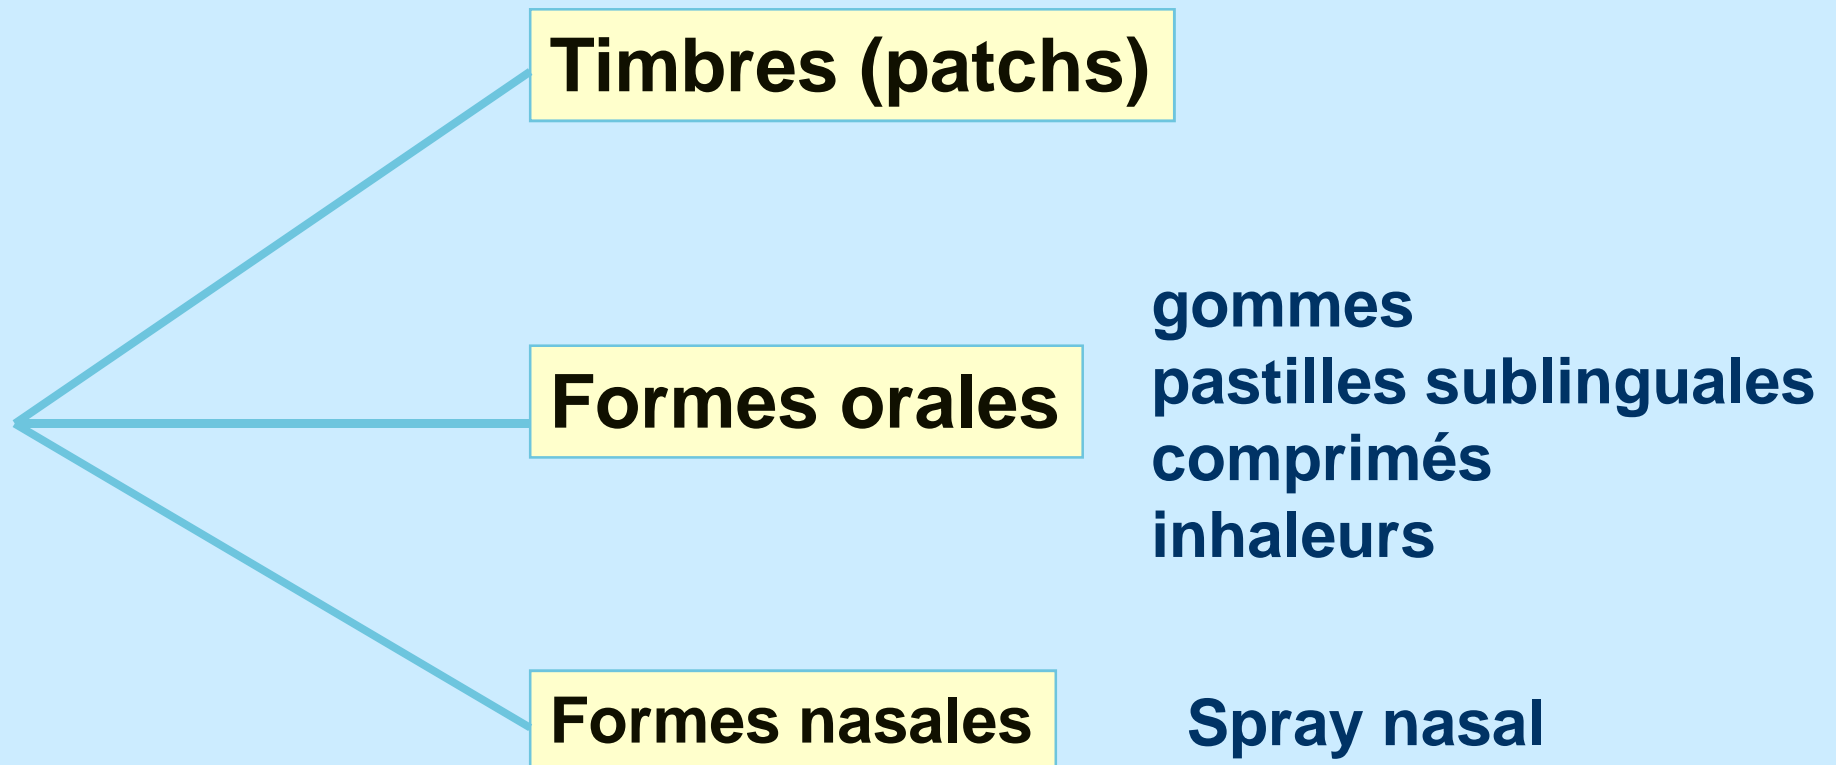 Timbres (patchs)
gommes
pastilles sublinguales
Formes orales
comprimés
inhaleurs
Formes nasales
Spray nasal